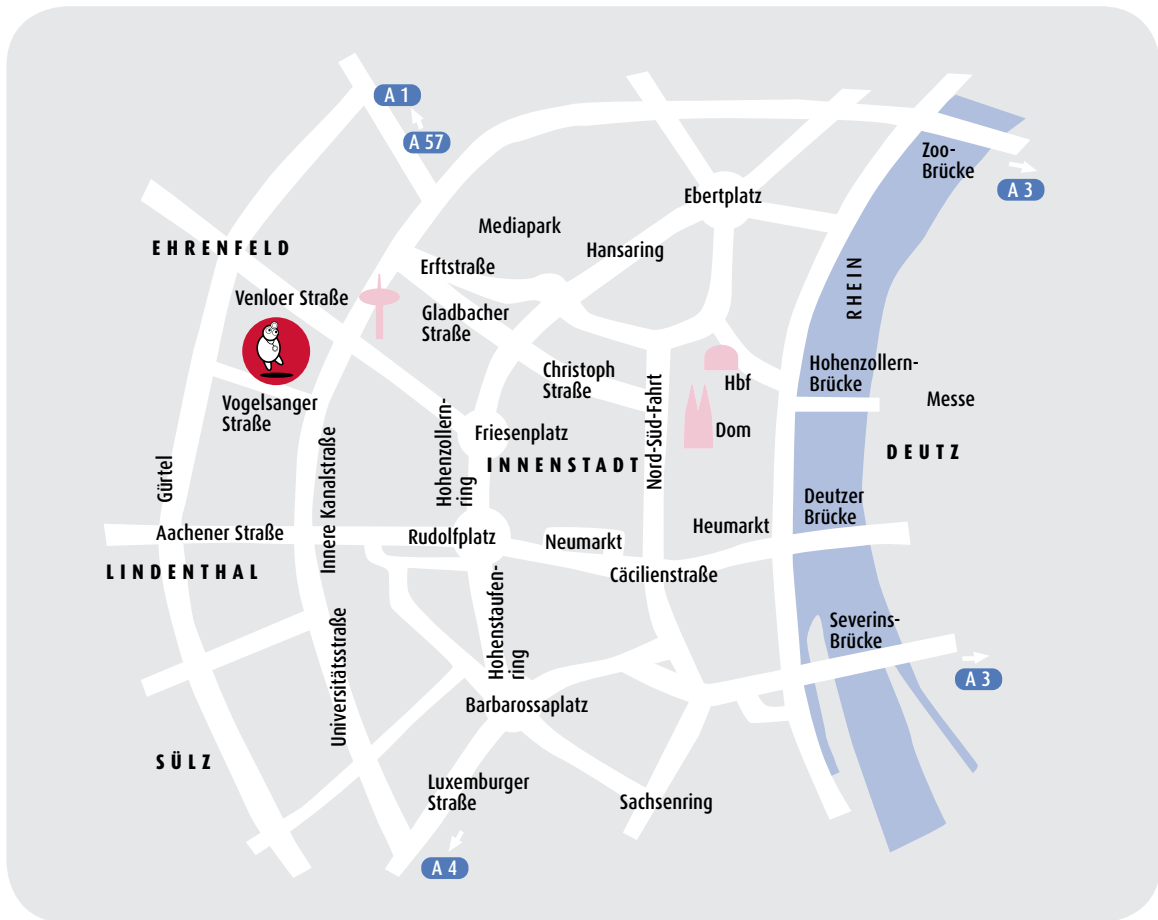 A 1
A 57
Zoo-
Brücke
A 3
Ebertplatz
Mediapark
Hansaring
EHRENFELD
Erftstraße
RHEIN
Venloer Straße
Gladbacher
Straße
Christoph
Straße
Hohenzollern-
Brücke
Hbf
Messe
Vogelsanger
Straße
Nord-Süd-Fahrt
Dom
Hohenzollern-
ring
Friesenplatz
INNENSTADT
DEUTZ
Gürtel
Innere Kanalstraße
Deutzer
Brücke
Heumarkt
Aachener Straße
Rudolfplatz
Neumarkt
LINDENTHAL
Cäcilienstraße
Hohenstaufen-
ring
Universitätsstraße
Severins-
Brücke
A 3
Barbarossaplatz
SÜLZ
Luxemburger
Straße
Sachsenring
A 4